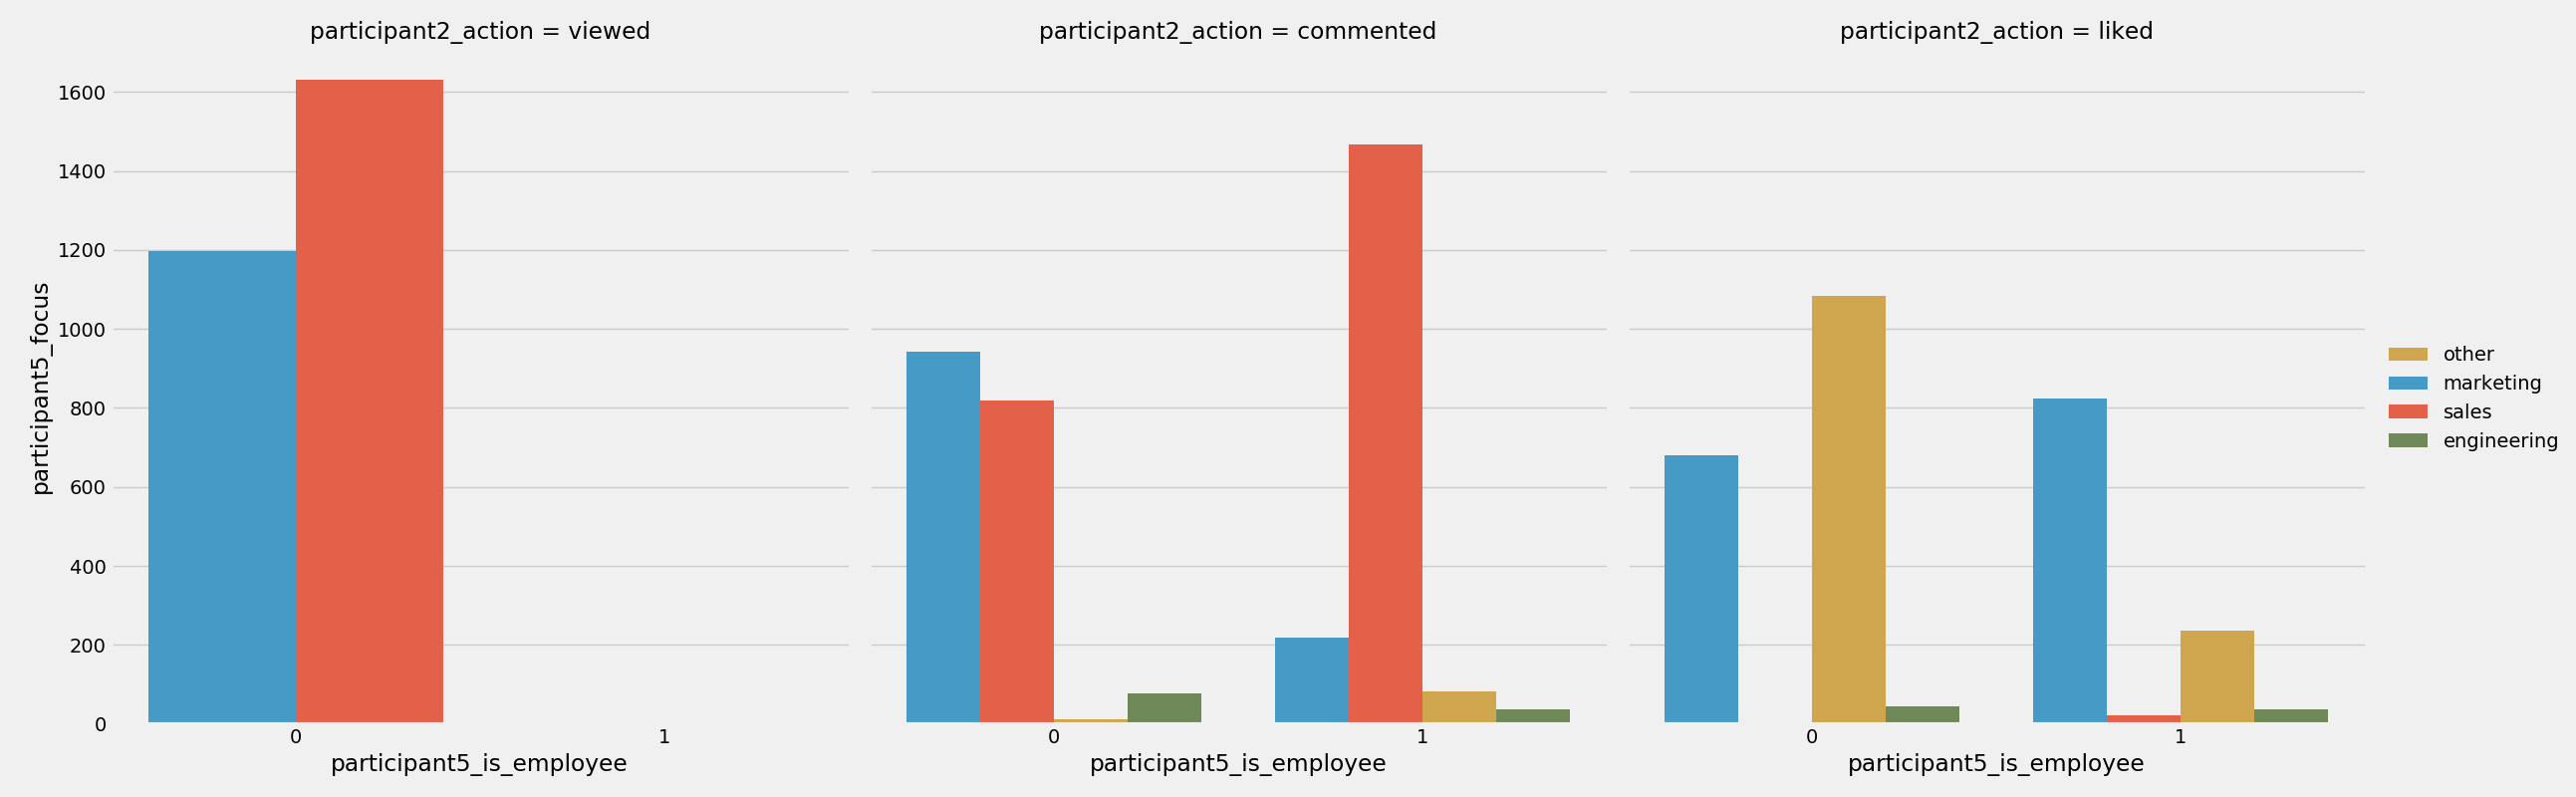 participant2_action = viewed
participant2_action = commented
participant2_action = liked
participant5_focus
1600
1400
1200
1000
800
600
400
200
0
0 1
0 1
0 1
participant5_is_employee
participant5_is_employee
participant5_is_employee
other
marketing
sales
engineering